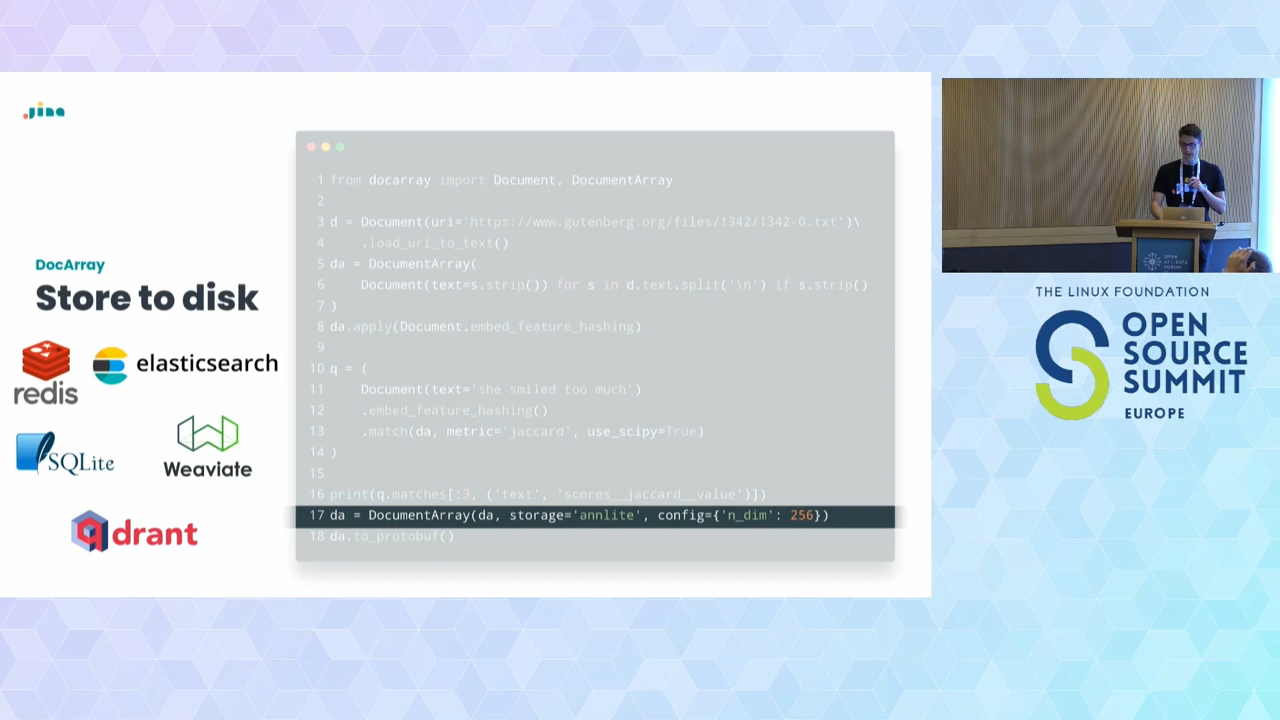 .jina
DocArray
Store to disk
redis
elasticsearch
SQLite
Weaviate
qdrant
1 from docarray import Document, DocumentArray
2
3 d = Document(uri='https://www.gutenberg.org/files/1342/1342-0.txt')\
4     .load_uri_to_text()
5 da = DocumentArray(
6     Document(text=s.strip()) for s in d.text.split('\n') if s.strip()
7 )
8 da.apply(Document.embed_feature_hashing)
9
10 q = (
11     Document(text='she smiled too much')
12     .embed_feature_hashing()
13     .match(da, metric='jaccard', use_scipy=True)
14 )
15
16 print(q.matches[:3, ('text', 'scores__jaccard__value')])
17 da = DocumentArray(da, storage='annlite', config={'n_dim': 256})
18 da.to_protobuf()
OPEN
AI + DATA
FORUM
THE LINUX FOUNDATION
OPEN
SOURCE
SUMMIT
EUROPE